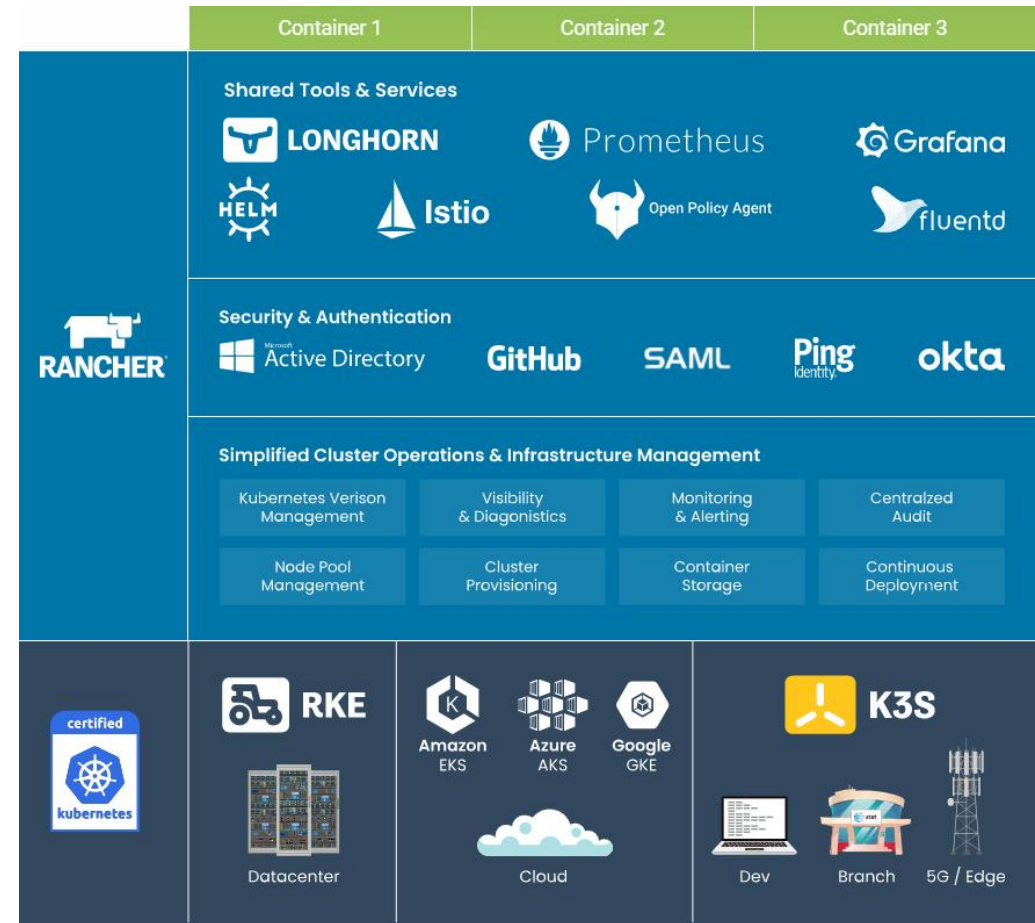 Container 1
Container 2
Container 3
Shared Tools & Services
LONGHORN
Prometheus
Grafana
HELM
Istio
Open Policy Agent
fluentd
RANCHER
Security & Authentication
Microsoft
Active Directory
GitHub
SAML
Ping
Identity.
okta
Simplified Cluster Operations & Infrastructure Management
Kubernetes Verison
Management
Visibility
& Diagonistics
Monitoring
& Alerting
Centralzed
Audit
Node Pool
Management
Cluster
Provisioning
Container
Storage
Continuous
Deployment
certified
kubernetes
RKE
Datacenter
K
Amazon
EKS
Azure
AKS
Google
GKE
Cloud
K3S
Dev
Branch
5G / Edge